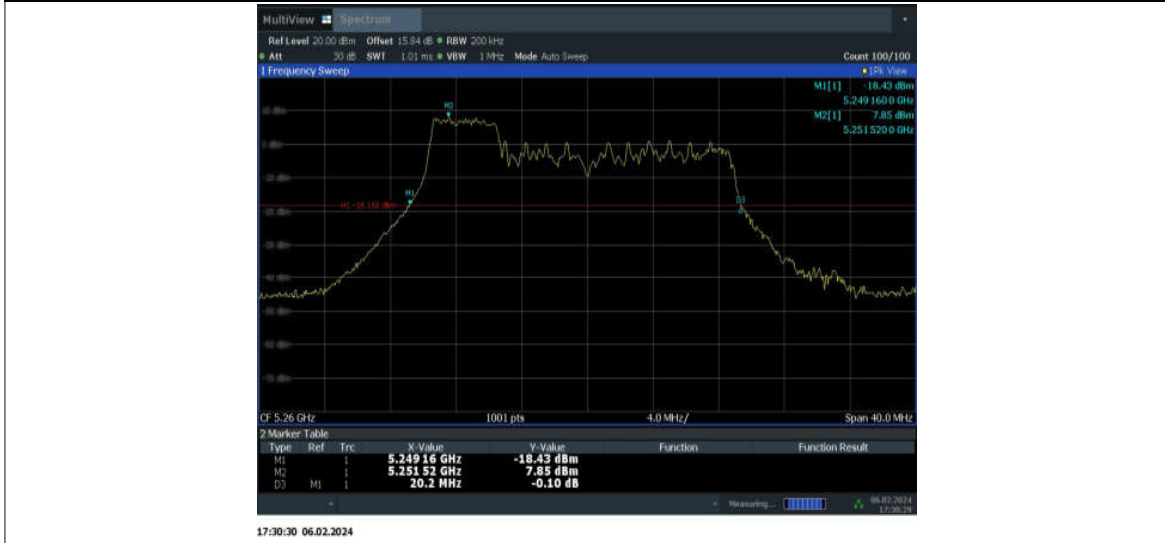 MultiView Spectrum
Ref Level 20.00 dBm Offset 15.84 dB RBW 200 kHz
Att 30 dB SWT 1.01 ms VBW 1 MHz Mode Auto Sweep Count 100/100
1 Frequency Sweep 1Pk View
M1[1] -18.43 dBm
5.249 160 0 GHz
M2[1] 7.85 dBm
5.251 520 0 GHz
M2
M1
D3
CF 5.26 GHz 1001 pts 4.0 MHz/ Span 40.0 MHz
2 Marker Table
Type Ref Trc X-Value Y-Value Function Function Result
M1 1 5.249 16 GHz -18.43 dBm
M2 1 5.251 52 GHz 7.85 dBm
D3 M1 1 20.2 MHz -0.10 dB
Measuring... 06.02.2024
17:30:29
17:30:30 06.02.2024